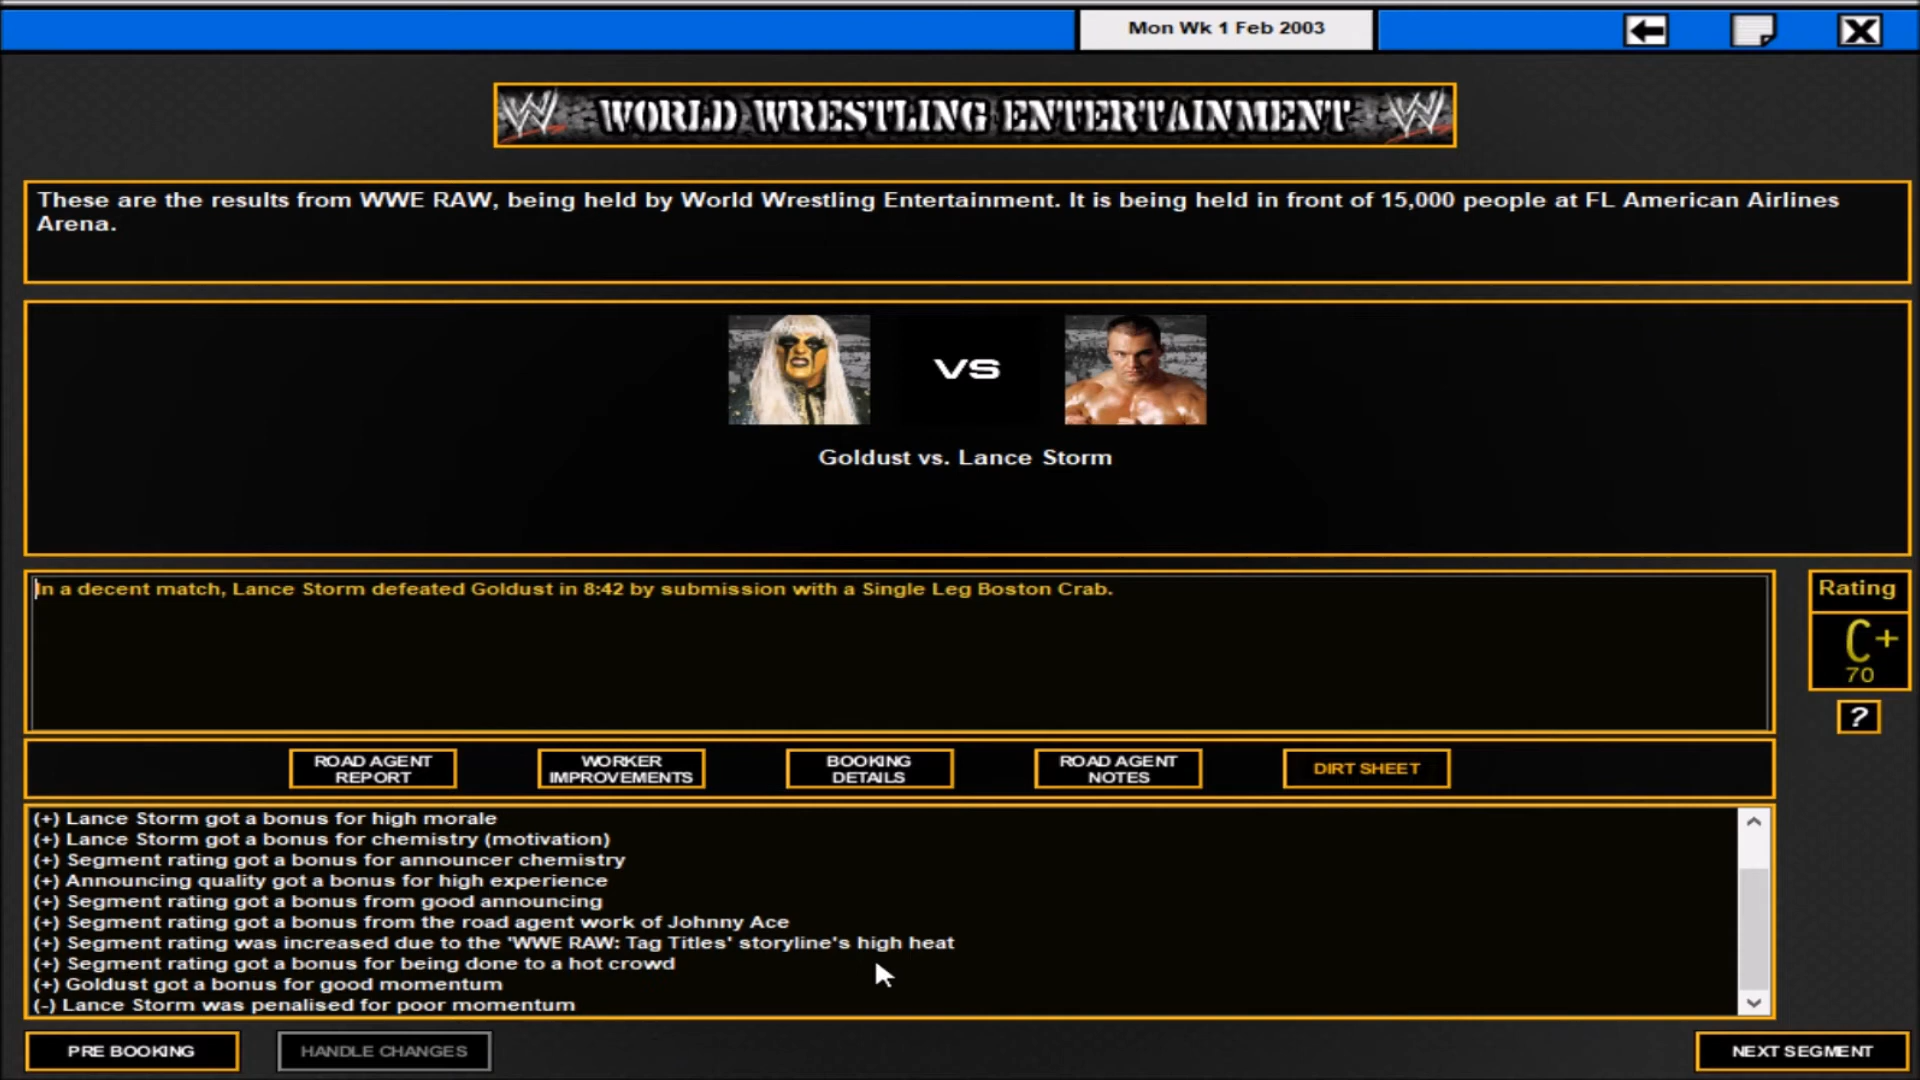 Mon Wk 1 Feb 2003
WORLD WRESTLING ENTERTAINMENT
These are the results from WWE RAW, being held by World Wrestling Entertainment. It is being held in front of 15,000 people at FL American Airlines
Arena.
VS
Goldust vs. Lance Storm
In a decent match, Lance Storm defeated Goldust in 8:42 by submission with a Single Leg Boston Crab.
Rating
C+
70
?
ROAD AGENT
REPORT
WORKER
IMPROVEMENTS
BOOKING
DETAILS
ROAD AGENT
NOTES
DIRT SHEET
(+) Lance Storm got a bonus for high morale
(+) Lance Storm got a bonus for chemistry (motivation)
(+) Segment rating got a bonus for announcer chemistry
(+) Announcing quality got a bonus for high experience
(+) Segment rating got a bonus from good announcing
(+) Segment rating got a bonus from the road agent work of Johnny Ace
(+) Segment rating was increased due to the 'WWE RAW: Tag Titles' storyline's high heat
(+) Segment rating got a bonus for being done to a hot crowd
(+) Goldust got a bonus for good momentum
(-) Lance Storm was penalised for poor momentum
PRE BOOKING
HANDLE CHANGES
NEXT SEGMENT